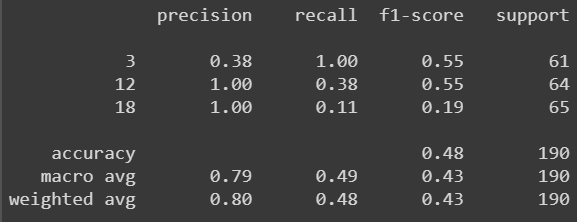 precision recall f1-score support
3 0.38 1.00 0.55 61
12 1.00 0.38 0.55 64
18 1.00 0.11 0.19 65
accuracy 0.48 190
macro avg 0.79 0.49 0.43 190
weighted avg 0.80 0.48 0.43 190